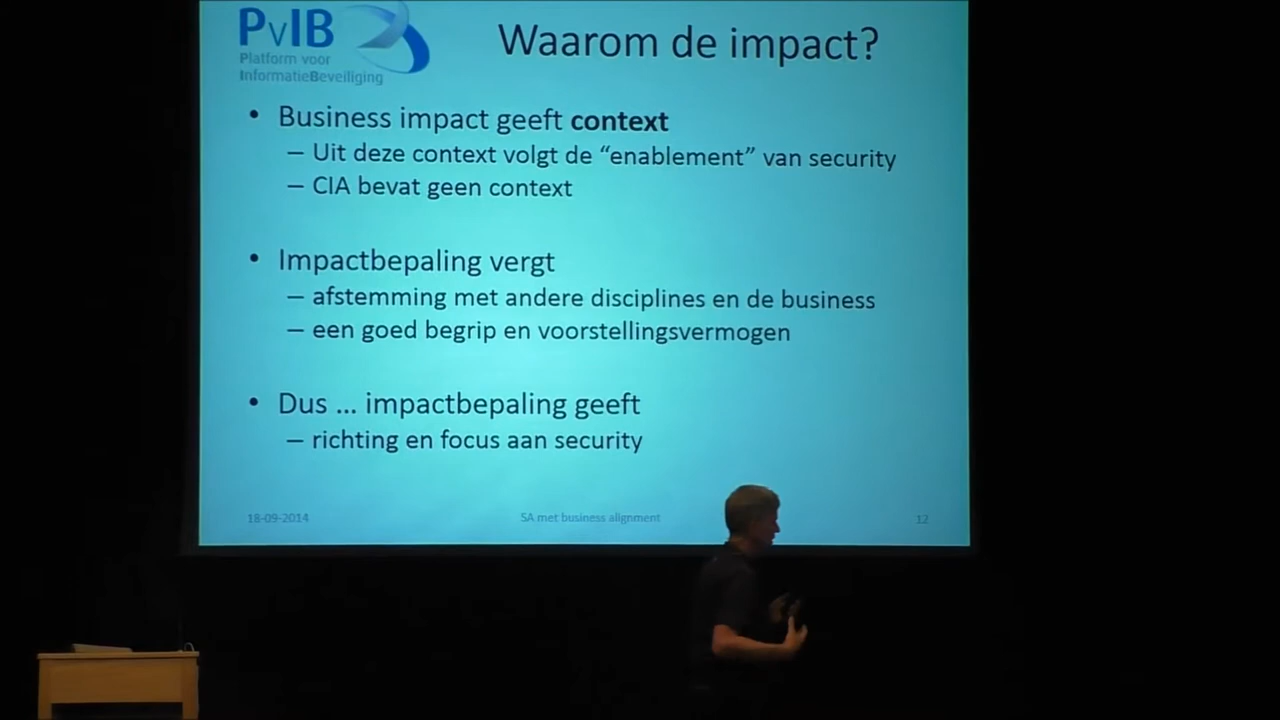 PvIB
Platform voor
InformatieBeveiliging
Waarom de impact?
• Business impact geeft context
– Uit deze context volgt de “enablement” van security
– CIA bevat geen context
• Impactbepaling vergt
– afstemming met andere disciplines en de business
– een goed begrip en voorstellingsvermogen
• Dus ... impactbepaling geeft
– richting en focus aan security
18-09-2014
SA met business alignment
12